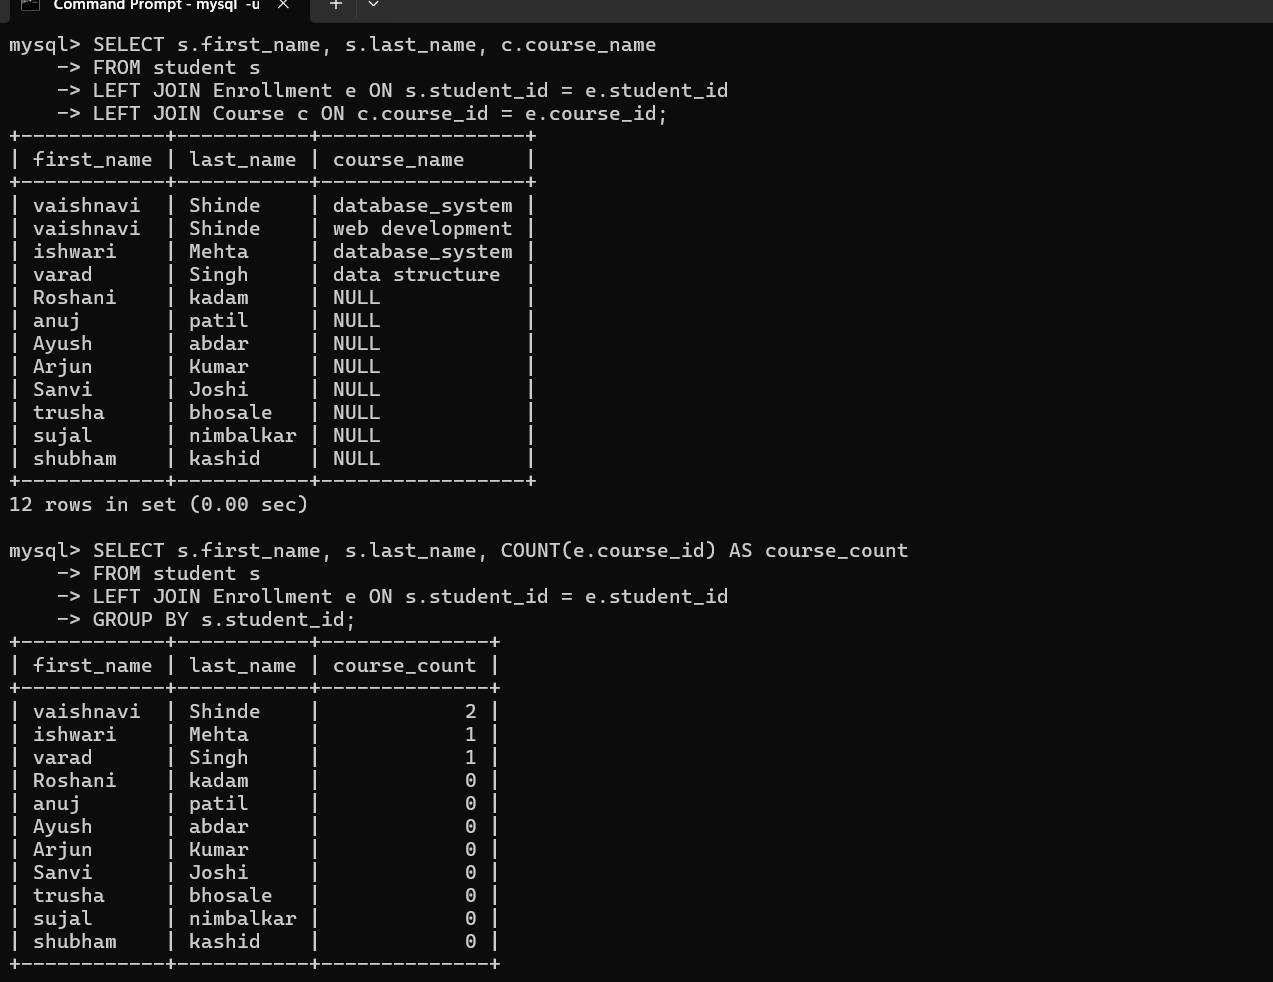 Command Prompt - mysql -u
mysql> SELECT s.first_name, s.last_name, c.course_name
    -> FROM student s
    -> LEFT JOIN Enrollment e ON s.student_id = e.student_id
    -> LEFT JOIN Course c ON c.course_id = e.course_id;
+------------+-----------+-----------------+
| first_name | last_name | course_name     |
+------------+-----------+-----------------+
| vaishnavi  | Shinde    | database_system |
| vaishnavi  | Shinde    | web development |
| ishwari    | Mehta     | database_system |
| varad      | Singh     | data structure  |
| Roshani    | kadam     | NULL            |
| anuj       | patil     | NULL            |
| Ayush      | abdar     | NULL            |
| Arjun      | Kumar     | NULL            |
| Sanvi      | Joshi     | NULL            |
| trusha     | bhosale   | NULL            |
| sujal      | nimbalkar | NULL            |
| shubham    | kashid    | NULL            |
+------------+-----------+-----------------+
12 rows in set (0.00 sec)
mysql> SELECT s.first_name, s.last_name, COUNT(e.course_id) AS course_count
    -> FROM student s
    -> LEFT JOIN Enrollment e ON s.student_id = e.student_id
    -> GROUP BY s.student_id;
+------------+-----------+--------------+
| first_name | last_name | course_count |
+------------+-----------+--------------+
| vaishnavi  | Shinde    |            2 |
| ishwari    | Mehta     |            1 |
| varad      | Singh     |            1 |
| Roshani    | kadam     |            0 |
| anuj       | patil     |            0 |
| Ayush      | abdar     |            0 |
| Arjun      | Kumar     |            0 |
| Sanvi      | Joshi     |            0 |
| trusha     | bhosale   |            0 |
| sujal      | nimbalkar |            0 |
| shubham    | kashid    |            0 |
+------------+-----------+--------------+